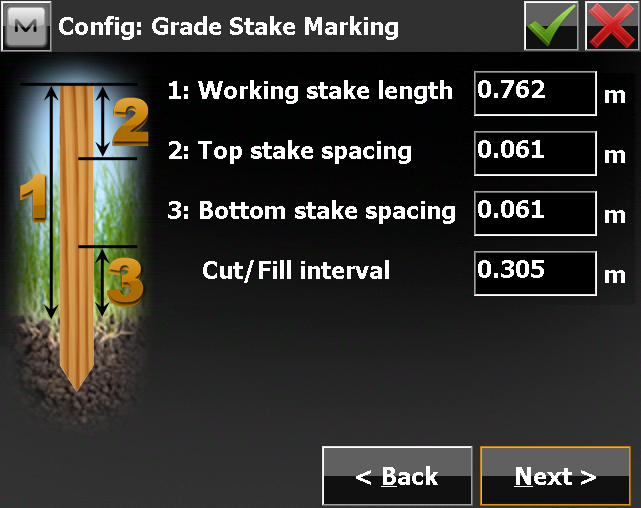 M Config: Grade Stake Marking
1: Working stake length 0.762 m
2: Top stake spacing 0.061 m
3: Bottom stake spacing 0.061 m
Cut/Fill interval 0.305 m
2
1
3
< Back Next >